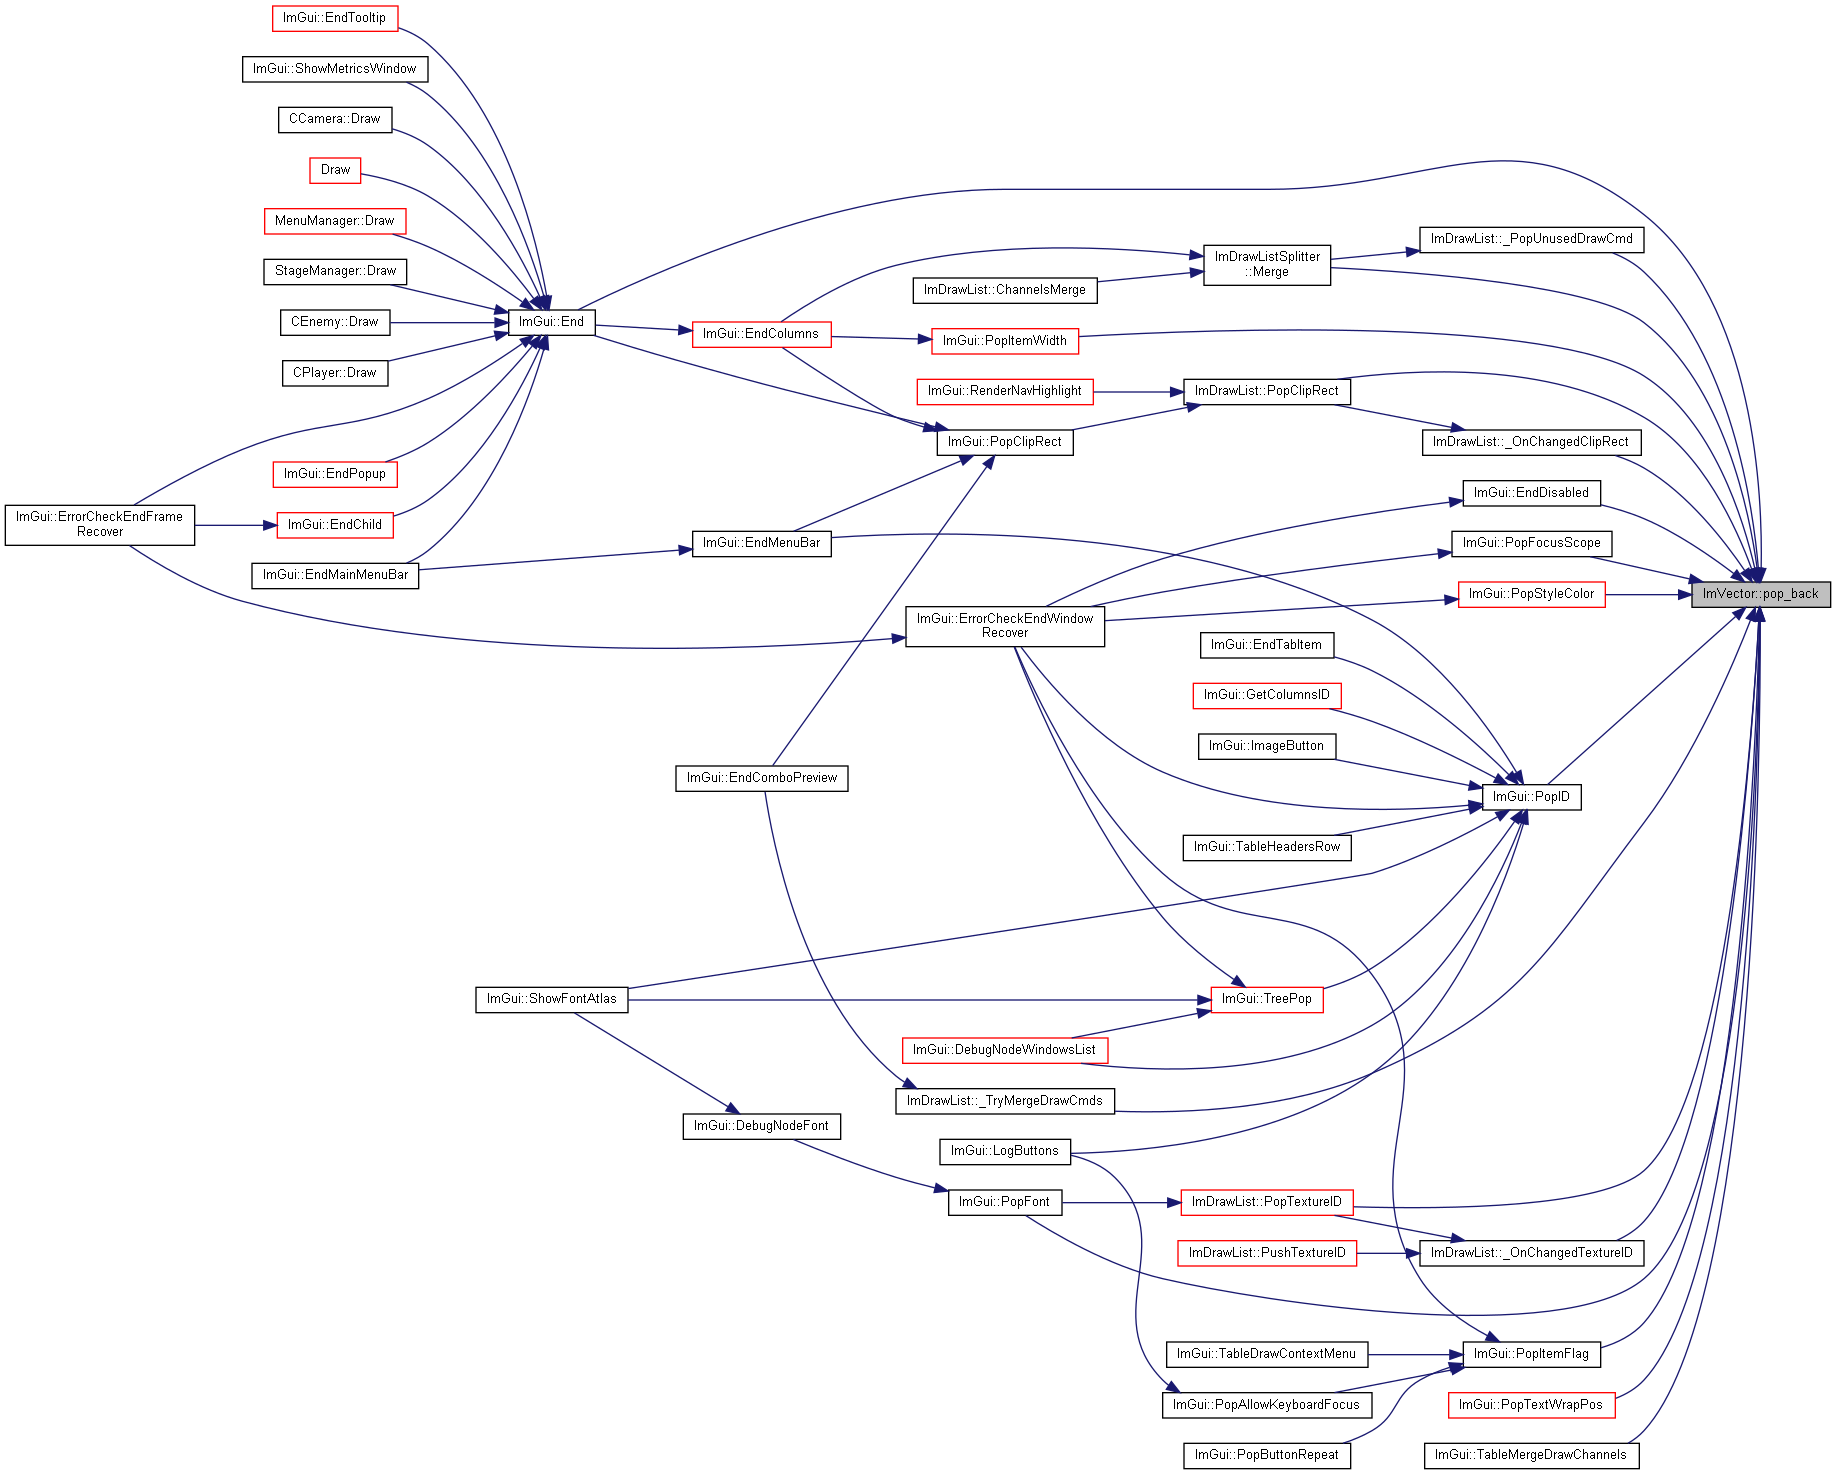 ImGui::EndTooltip
ImGui::ShowMetricsWindow
CCamera::Draw
Draw
MenuManager::Draw
StageManager::Draw
CEnemy::Draw
CPlayer::Draw
ImGui::End
ImGui::EndPopup
ImGui::ErrorCheckEndFrame
Recover
ImGui::EndChild
ImGui::EndMainMenuBar
ImGui::EndColumns
ImGui::EndMenuBar
ImGui::EndComboPreview
ImGui::ShowFontAtlas
ImGui::DebugNodeFont
ImDrawList::ChannelsMerge
ImGui::PopItemWidth
ImGui::RenderNavHighlight
ImGui::PopClipRect
ImGui::ErrorCheckEndWindow
Recover
ImGui::DebugNodeWindowsList
ImDrawList::_TryMergeDrawCmds
ImGui::LogButtons
ImGui::PopFont
ImDrawListSplitter
::Merge
ImDrawList::PopClipRect
ImGui::EndTabItem
ImGui::GetColumnsID
ImGui::ImageButton
ImGui::TableHeadersRow
ImGui::TreePop
ImDrawList::PopTextureID
ImDrawList::PushTextureID
ImGui::TableDrawContextMenu
ImGui::PopAllowKeyboardFocus
ImGui::PopButtonRepeat
ImDrawList::_PopUnusedDrawCmd
ImDrawList::_OnChangedClipRect
ImGui::EndDisabled
ImGui::PopFocusScope
ImGui::PopStyleColor
ImGui::PopID
ImDrawList::_OnChangedTextureID
ImGui::PopItemFlag
ImGui::PopTextWrapPos
ImGui::TableMergeDrawChannels
ImVector::pop_back